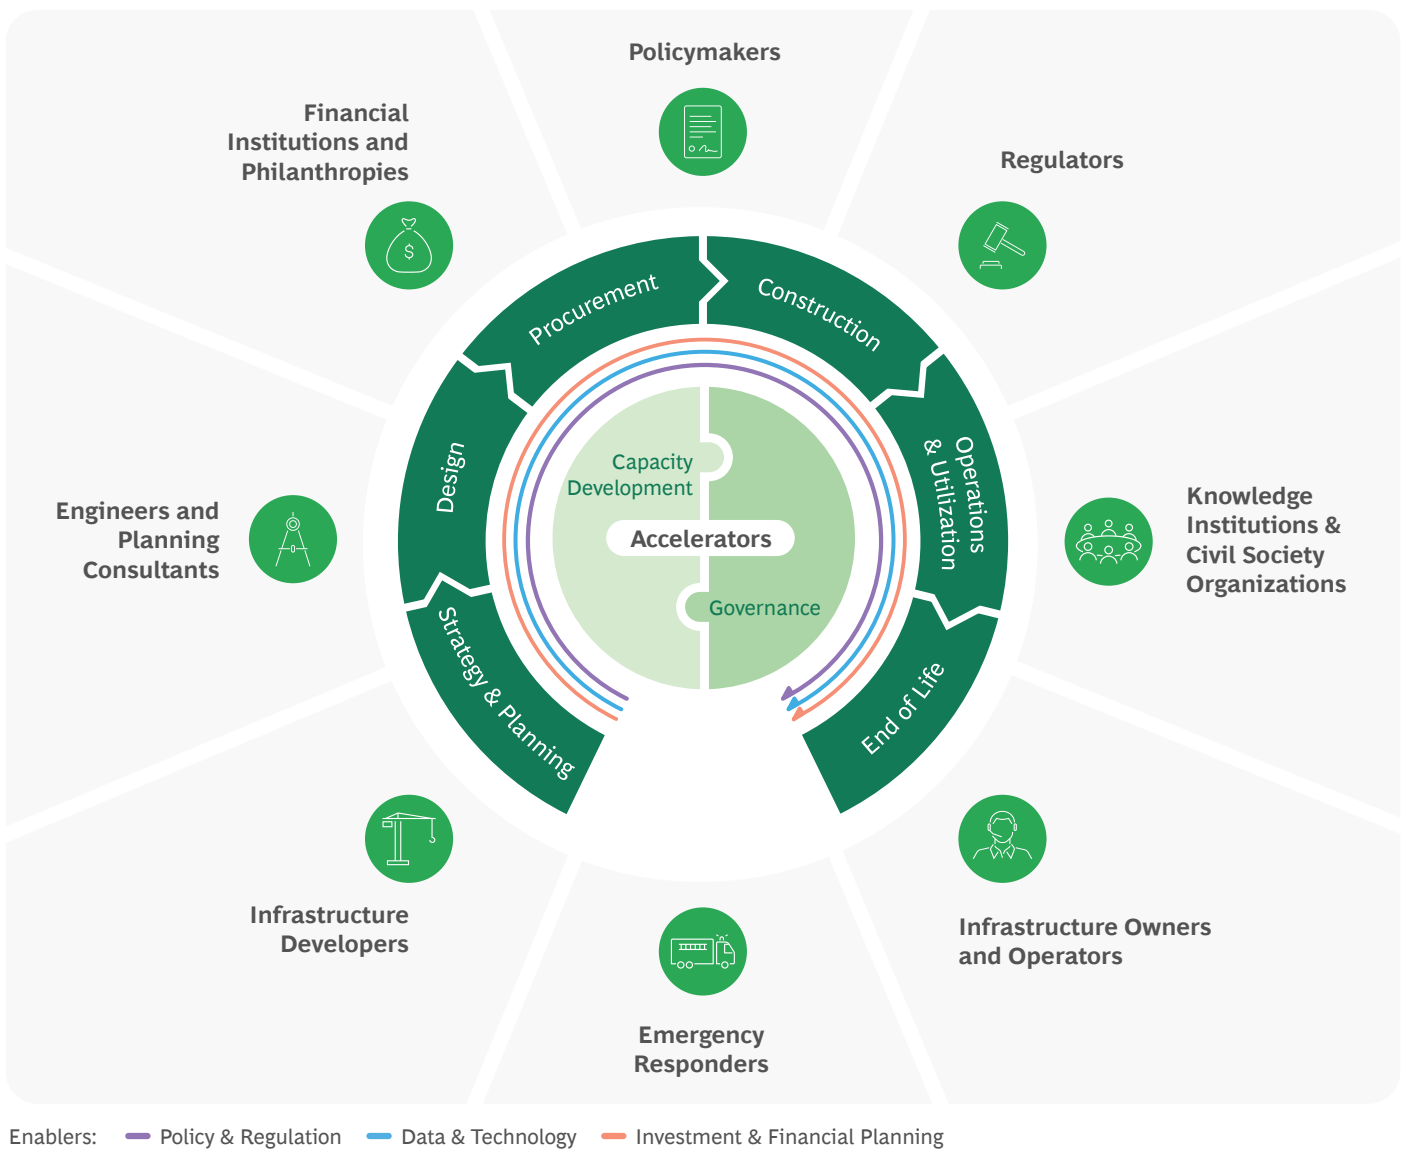 Policymakers
Financial
Institutions and
Philanthropies
Regulators
$
Procurement
Construction
Design
Operations
& Utilization
Capacity
Development
Engineers and
Planning
Consultants
Knowledge
Institutions &
Civil Society
Organizations
Accelerators
Governance
Strategy & Planning
End of Life
Infrastructure
Developers
Infrastructure Owners
and Operators
Emergency
Responders
Enablers: Policy & Regulation Data & Technology Investment & Financial Planning